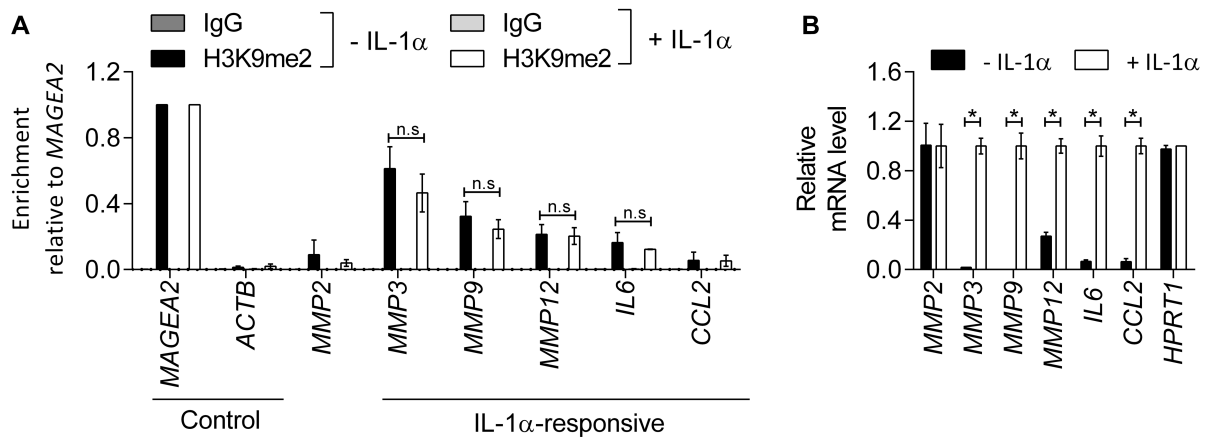 A
IgG
H3K9me2
- IL-1α
IgG
H3K9me2
+ IL-1α
Enrichment
relative to MAGEA2
1.2
0.8
0.4
0.0
n.s
n.s
n.s
n.s
MAGEA2
ACTB
MMP2
MMP3
MMP9
MMP12
IL6
CCL2
Control
IL-1α-responsive
B
- IL-1α
+ IL-1α
Relative
mRNA level
1.6
1.2
0.8
0.4
0.0
*
*
*
*
*
MMP2
MMP3
MMP9
MMP12
IL6
CCL2
HPRT1